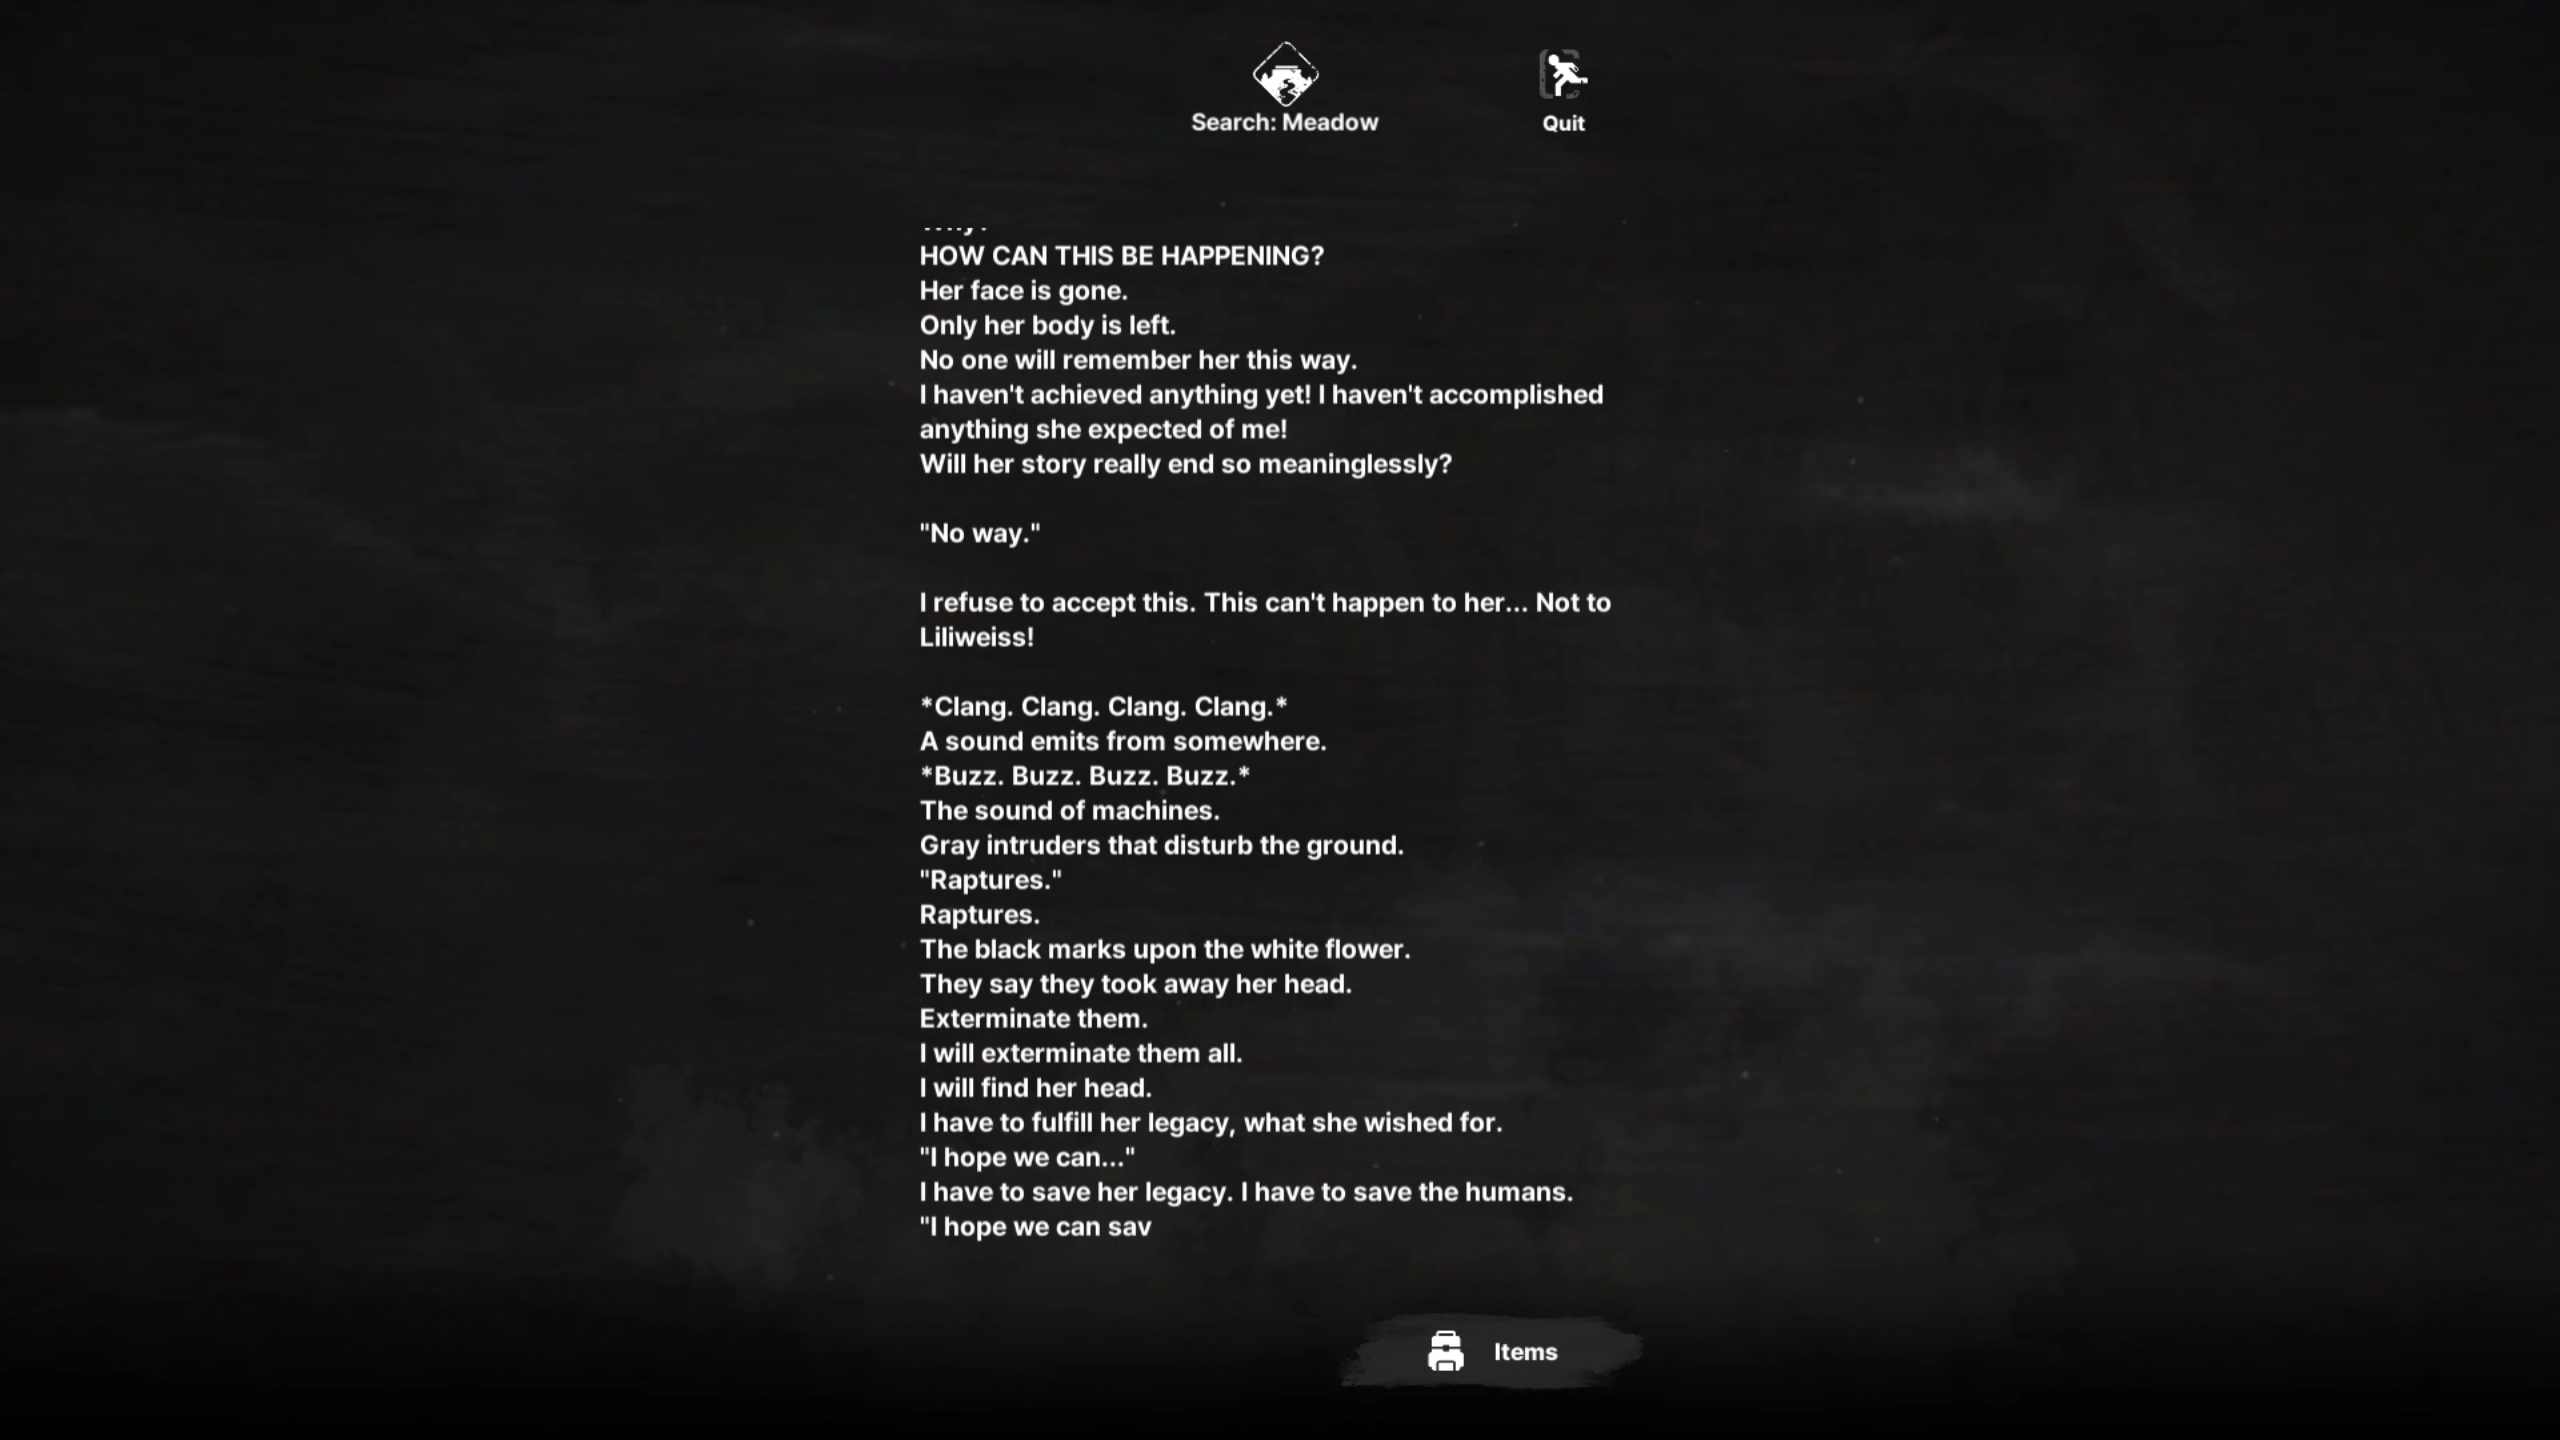 Search: Meadow
Quit
HOW CAN THIS BE HAPPENING?
Her face is gone.
Only her body is left.
No one will remember her this way.
I haven't achieved anything yet! I haven't accomplished
anything she expected of me!
Will her story really end so meaninglessly?
"No way."
I refuse to accept this. This can't happen to her... Not to
Liliweiss!
*Clang. Clang. Clang. Clang.*
A sound emits from somewhere.
*Buzz. Buzz. Buzz. Buzz.*
The sound of machines.
Gray intruders that disturb the ground.
"Raptures."
Raptures.
The black marks upon the white flower.
They say they took away her head.
Exterminate them.
I will exterminate them all.
I will find her head.
I have to fulfill her legacy, what she wished for.
"I hope we can..."
I have to save her legacy. I have to save the humans.
"I hope we can sav
Items